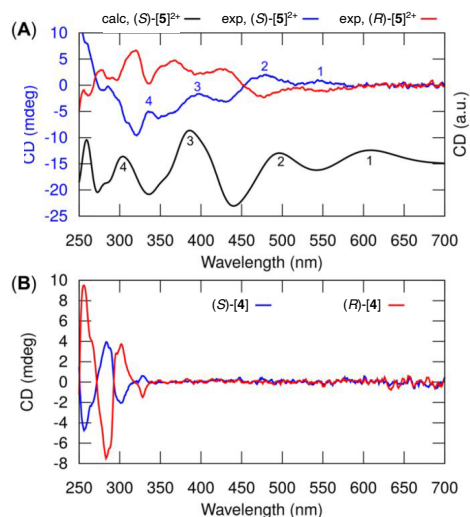 calc, (S)-[5]²⁺ exp, (S)-[5]²⁺ exp, (R)-[5]²⁺
(A)
10
5
0
-5
-10
-15
-20
-25
CD (mdeg)
CD (a.u.)
1
2
3
4
1
2
3
4
250 300 350 400 450 500 550 600 650 700
Wavelength (nm)
(B)
(S)-[4] (R)-[4]
10
8
6
4
2
0
-2
-4
-6
-8
CD (mdeg)
250 300 350 400 450 500 550 600 650 700
Wavelength (nm)